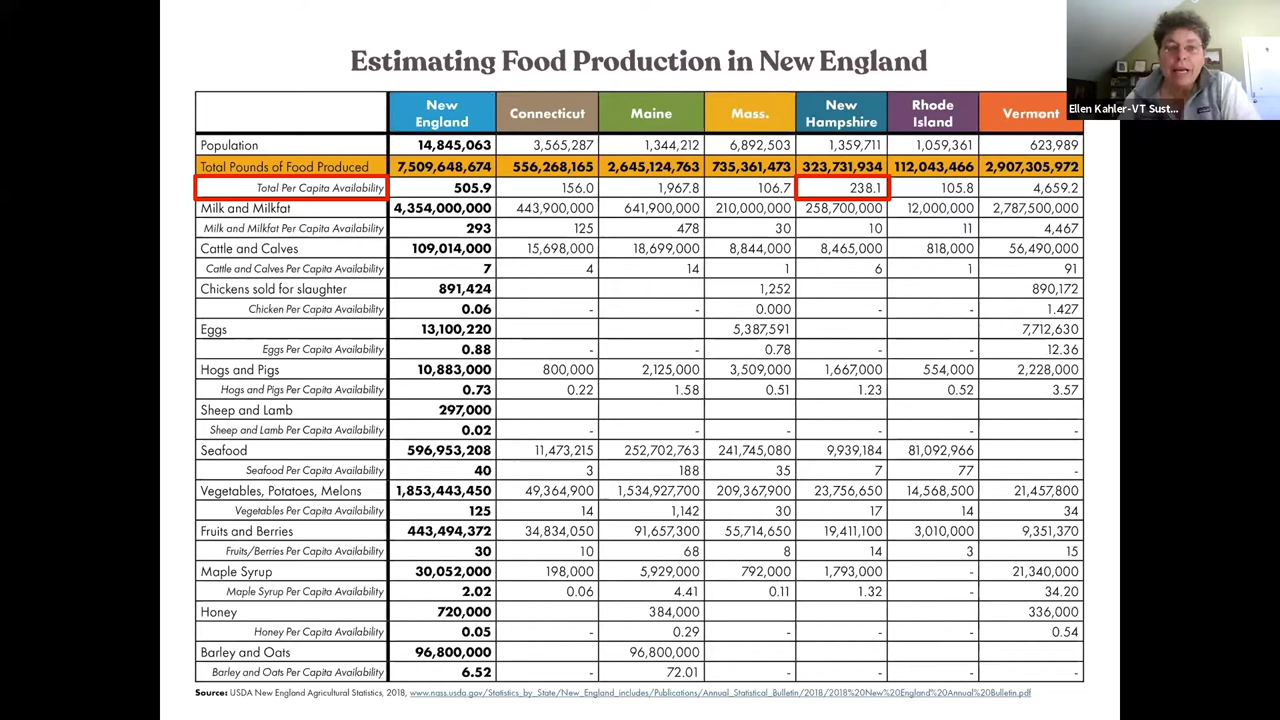 Estimating Food Production in New England
Ellen Kahler-VT Sust...
New England Connecticut Maine Mass. New Hampshire Rhode Island Vermont
Population 14,845,063 3,565,287 1,344,212 6,892,503 1,359,711 1,059,361 623,989
Total Pounds of Food Produced 7,509,648,674 556,268,165 2,645,124,763 735,361,473 323,731,934 112,043,466 2,907,305,972
Total Per Capita Availability 505.9 156.0 1,967.8 106.7 238.1 105.8 4,659.2
Milk and Milkfat 4,354,000,000 443,900,000 641,900,000 210,000,000 258,700,000 12,000,000 2,787,500,000
Milk and Milkfat Per Capita Availability 293 125 478 30 10 11 4,467
Cattle and Calves 109,014,000 15,698,000 18,699,000 8,844,000 8,465,000 818,000 56,490,000
Cattle and Calves Per Capita Availability 7 4 14 1 6 1 91
Chickens sold for slaughter 891,424 1,252 890,172
Chicken Per Capita Availability 0.06 - - 0.000 - - 1.427
Eggs 13,100,220 5,387,591 7,712,630
Eggs Per Capita Availability 0.88 - - 0.78 - - 12.36
Hogs and Pigs 10,883,000 800,000 2,125,000 3,509,000 1,667,000 554,000 2,228,000
Hogs and Pigs Per Capita Availability 0.73 0.22 1.58 0.51 1.23 0.52 3.57
Sheep and Lamb 297,000
Sheep and Lamb Per Capita Availability 0.02 - - - - - -
Seafood 596,953,208 11,473,215 252,702,763 241,745,080 9,939,184 81,092,966
Seafood Per Capita Availability 40 3 188 35 7 77 -
Vegetables, Potatoes, Melons 1,853,443,450 49,364,900 1,534,927,700 209,367,900 23,756,650 14,568,500 21,457,800
Vegetables Per Capita Availability 125 14 1,142 30 17 14 34
Fruits and Berries 443,494,372 34,834,050 91,657,300 55,714,650 19,411,100 3,010,000 9,351,370
Fruits/Berries Per Capita Availability 30 10 68 8 14 3 15
Maple Syrup 30,052,000 198,000 5,929,000 792,000 1,793,000 - 21,340,000
Maple Syrup Per Capita Availability 2.02 0.06 4.41 0.11 1.32 - 34.20
Honey 720,000 384,000 336,000
Honey Per Capita Availability 0.05 - 0.29 - - - 0.54
Barley and Oats 96,800,000 96,800,000
Barley and Oats Per Capita Availability 6.52 - 72.01 - - - -
Source: USDA New England Agricultural Statistics, 2018, www.nass.usda.gov/Statistics_by_State/New_England_includes/Publications/Annual_Statistical_Bulletin/2018/2018%20New%20England%20Annual%20Bulletin.pdf